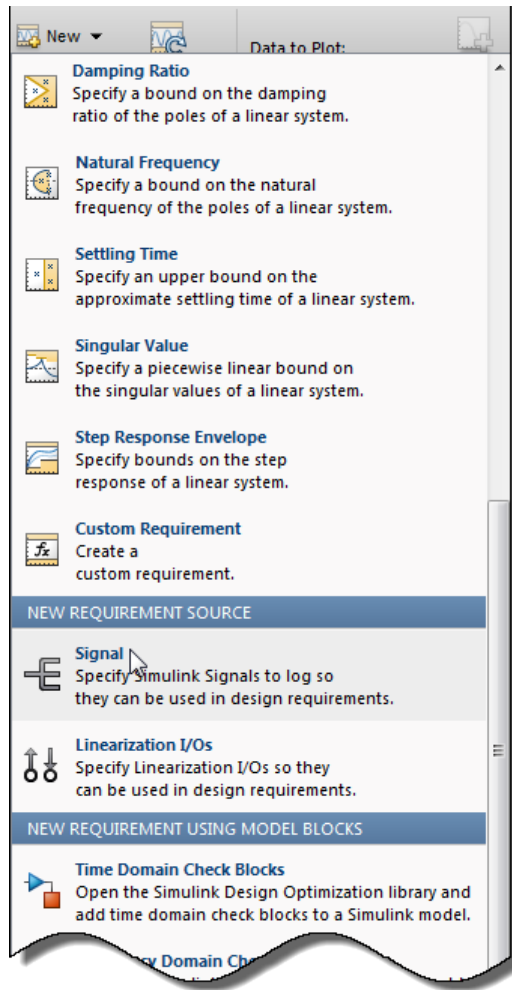 New
Data to Plot:
Damping Ratio
Specify a bound on the damping
ratio of the poles of a linear system.
Natural Frequency
Specify a bound on the natural
frequency of the poles of a linear system.
Settling Time
Specify an upper bound on the
approximate settling time of a linear system.
Singular Value
Specify a piecewise linear bound on
the singular values of a linear system.
Step Response Envelope
Specify bounds on the step
response of a linear system.
fx
Custom Requirement
Create a
custom requirement.
NEW REQUIREMENT SOURCE
Signal
Specify Simulink Signals to log so
they can be used in design requirements.
Linearization I/Os
Specify Linearization I/Os so they
can be used in design requirements.
NEW REQUIREMENT USING MODEL BLOCKS
Time Domain Check Blocks
Open the Simulink Design Optimization library and
add time domain check blocks to a Simulink model.
Domain